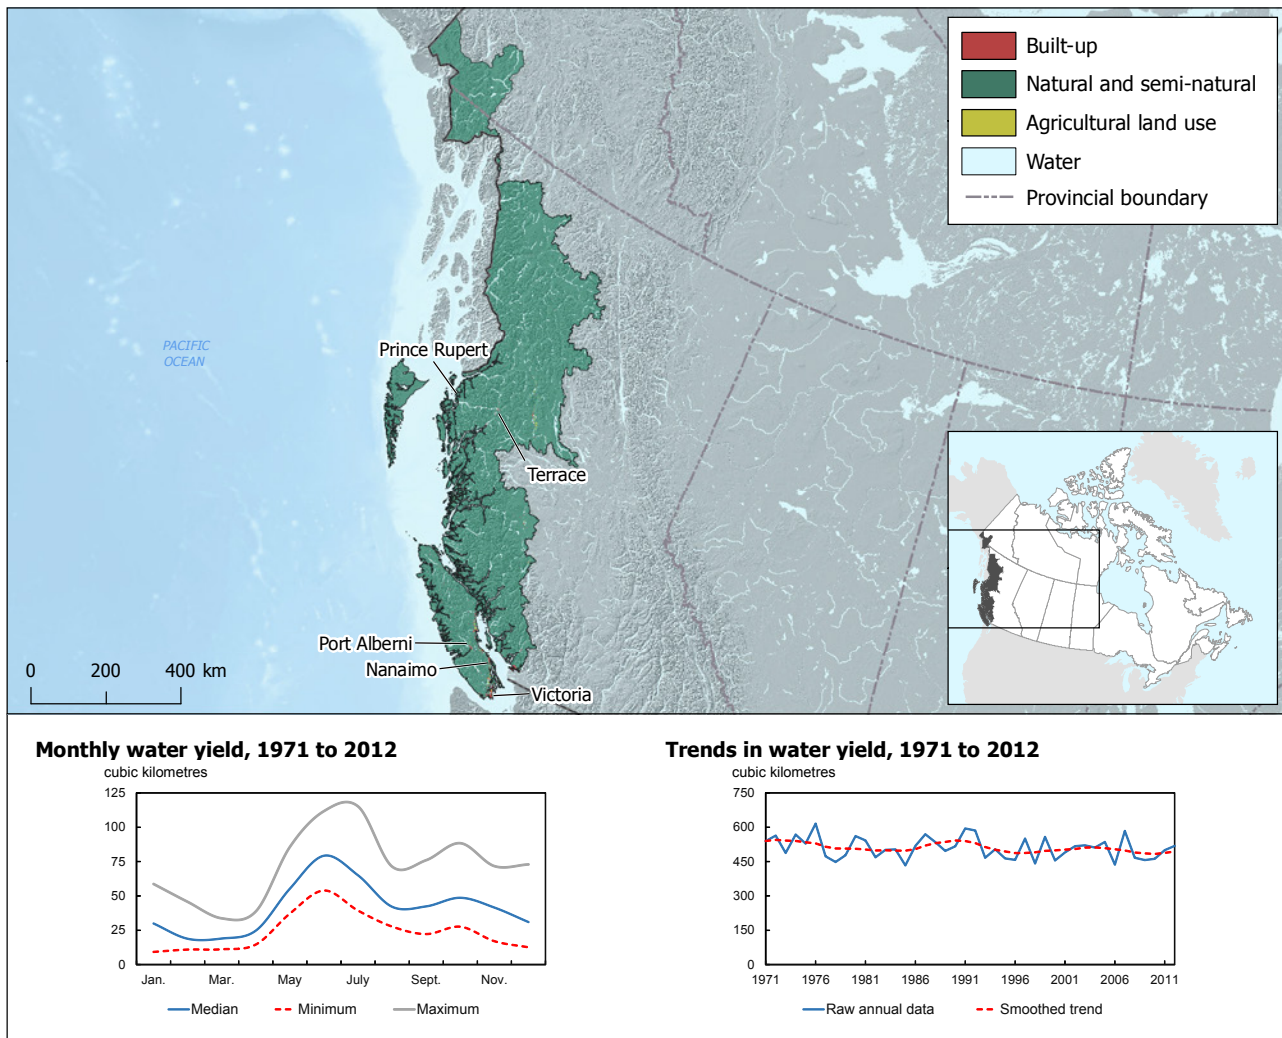 Built-up
Natural and semi-natural
Agricultural land use
Water
Provincial boundary
PACIFIC
OCEAN
Prince Rupert
Terrace
Port Alberni
Nanaimo
Victoria
0 200 400 km
Monthly water yield, 1971 to 2012
cubic kilometres
125
100
75
50
25
0
Jan. Mar. May July Sept. Nov.
Median Minimum Maximum
Trends in water yield, 1971 to 2012
cubic kilometres
750
600
450
300
150
0
1971 1976 1981 1986 1991 1996 2001 2006 2011
Raw annual data Smoothed trend